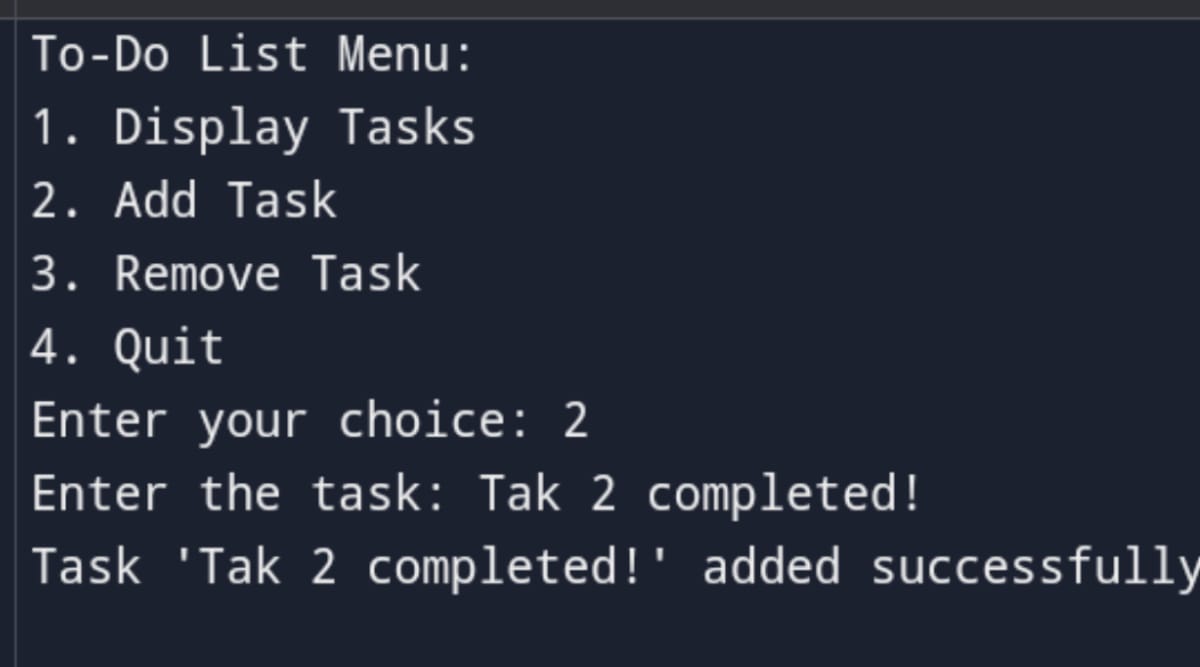 To-Do List Menu:
1. Display Tasks
2. Add Task
3. Remove Task
4. Quit
Enter your choice: 2
Enter the task: Tak 2 completed!
Task 'Tak 2 completed!' added successfully